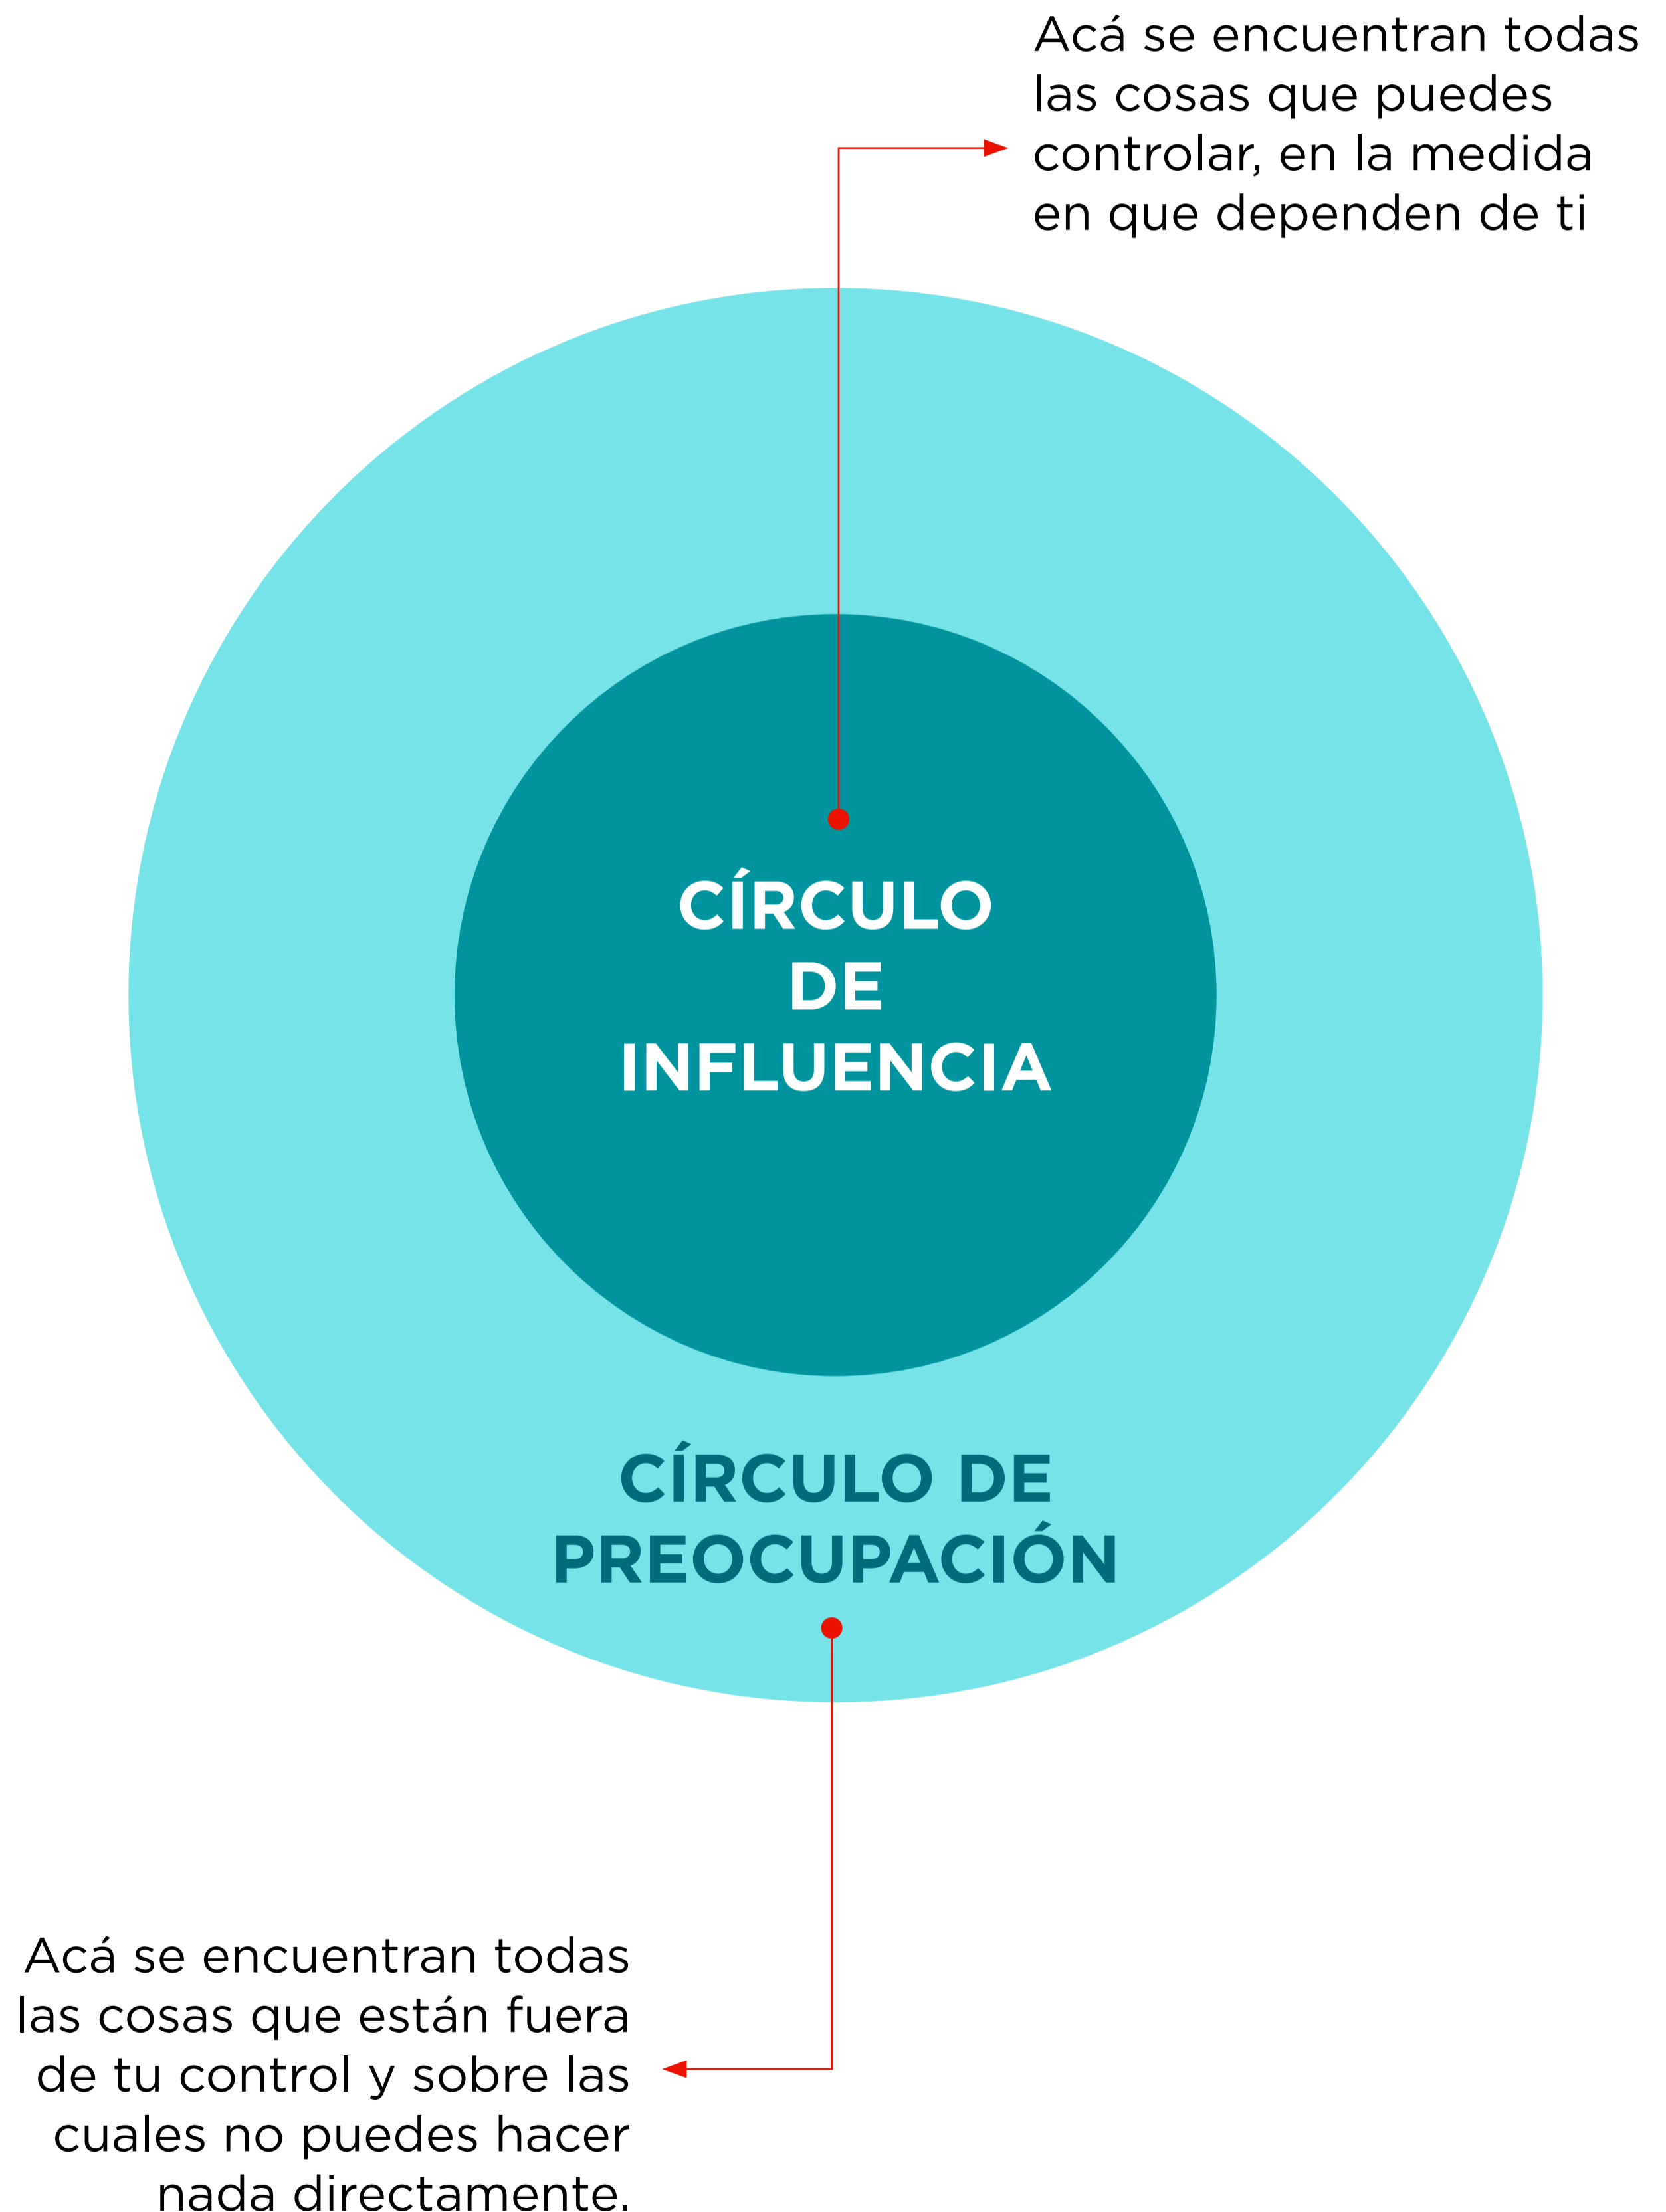 Acá se encuentran todas
las cosas que puedes
controlar, en la medida
en que dependen de ti
CÍRCULO
DE
INFLUENCIA
CÍRCULO DE
PREOCUPACIÓN
Acá se encuentran todas
las cosas que están fuera
de tu control y sobre las
cuales no puedes hacer
nada directamente.